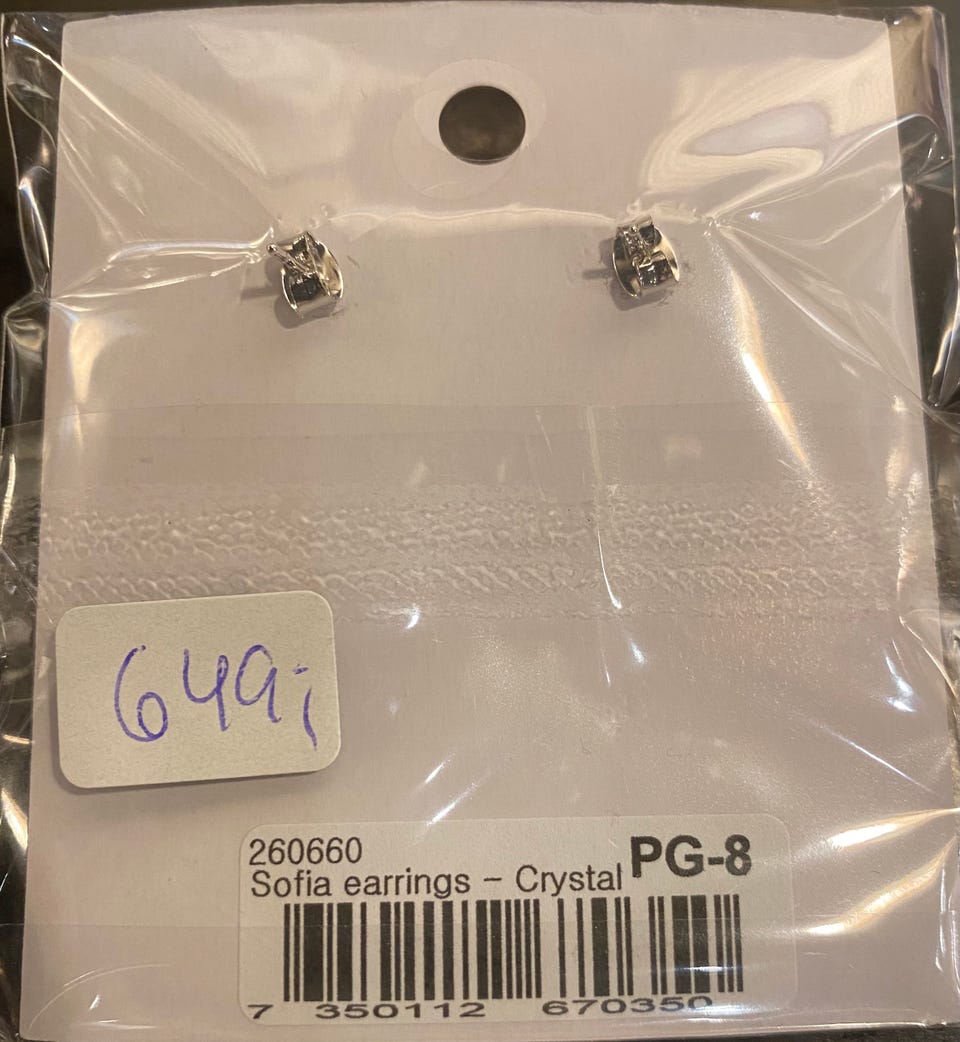 649;
260660
Sofia earrings – Crystal PG-8
7 350112 670350